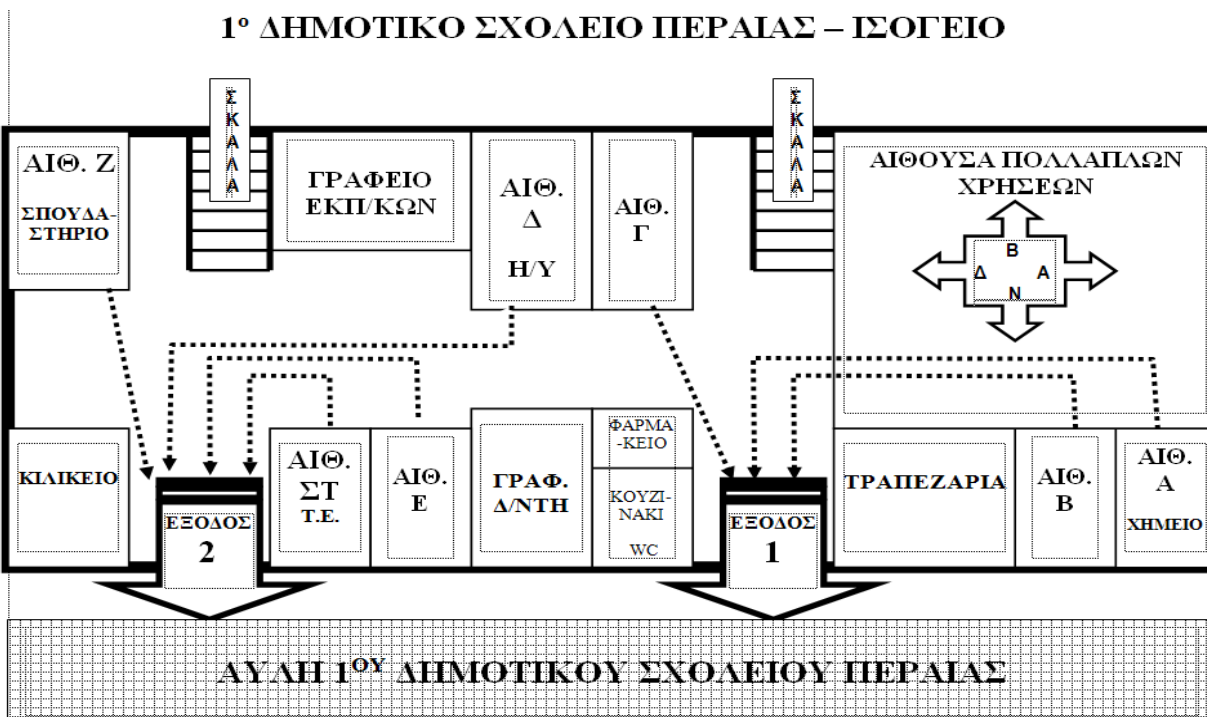 1ο ΔΗΜΟΤΙΚΟ ΣΧΟΛΕΙΟ ΠΕΡΑΙΑΣ – ΙΣΟΓΕΙΟ
ΑΙΘ. Ζ
ΣΠΟΥΔΑ-
ΣΤΗΡΙΟ
ΣΚΑΛΑ
ΓΡΑΦΕΙΟ
ΕΚΠ/ΚΩΝ
ΑΙΘ.
Δ
Η/Υ
ΑΙΘ.
Γ
ΣΚΑΛΑ
ΑΙΘΟΥΣΑ ΠΟΛΛΑΠΛΩΝ
ΧΡΗΣΕΩΝ
Β
Δ Α
Ν
ΚΙΛΙΚΕΙΟ
ΕΞΟΔΟΣ
2
ΑΙΘ.
ΣΤ
Τ.Ε.
ΑΙΘ.
Ε
ΓΡΑΦ.
Δ/ΝΤΗ
ΦΑΡΜΑ
-ΚΕΙΟ
ΚΟΥΖΙ-
ΝΑΚΙ
WC
ΕΞΟΔΟΣ
1
ΤΡΑΠΕΖΑΡΙΑ
ΑΙΘ.
Β
ΑΙΘ.
Α
ΧΗΜΕΙΟ
ΑΥΛΗ 1ΟΥ ΔΗΜΟΤΙΚΟΥ ΣΧΟΛΕΙΟΥ ΠΕΡΑΙΑΣ